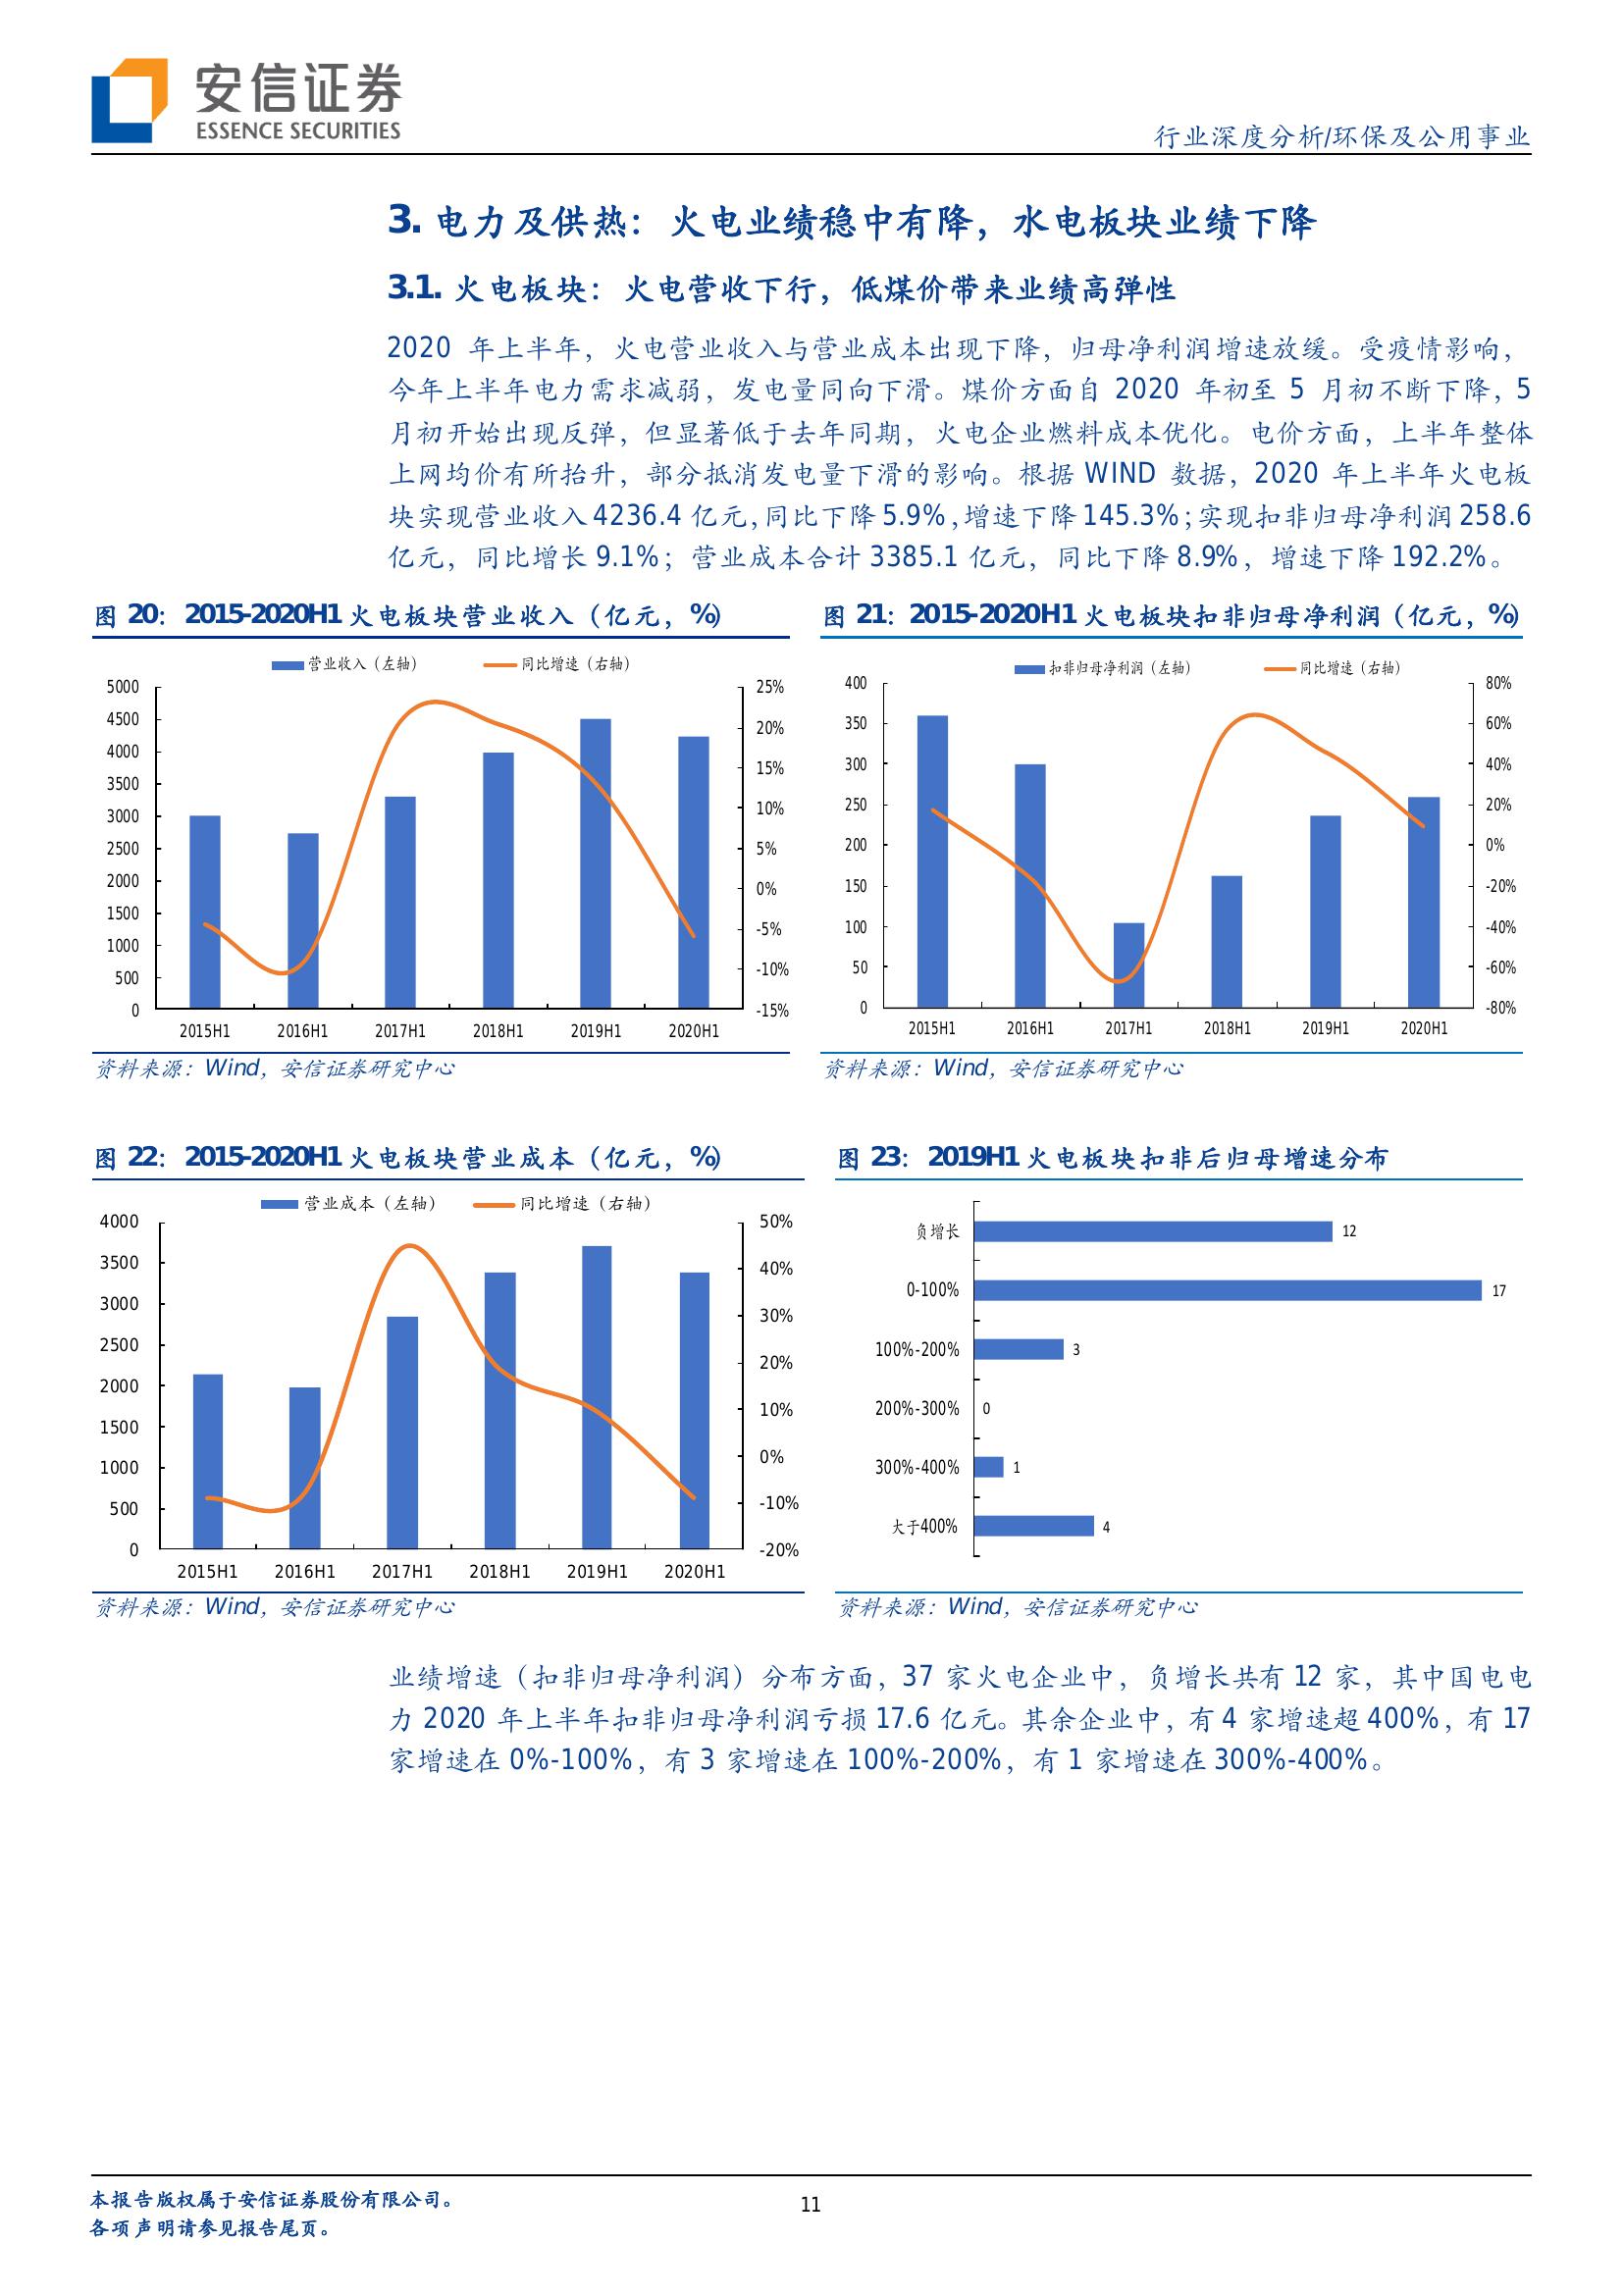 安信证券
ESSENCE SECURITIES
行业深度分析/环保及公用事业
3. 电力及供热：火电业绩稳中有降，水电板块业绩下降
3.1. 火电板块：火电营收下行，低煤价带来业绩高弹性
2020 年上半年，火电营业收入与营业成本出现下降，归母净利润增速放缓。受疫情影响，
今年上半年电力需求减弱，发电量同向下滑。煤价方面自 2020 年初至 5 月初不断下降，5
月初开始出现反弹，但显著低于去年同期，火电企业燃料成本优化。电价方面，上半年整体
上网均价有所抬升，部分抵消发电量下滑的影响。根据 WIND 数据，2020 年上半年火电板
块实现营业收入 4236.4 亿元，同比下降 5.9%，增速下降 145.3%；实现扣非归母净利润 258.6
亿元，同比增长 9.1%；营业成本合计 3385.1 亿元，同比下降 8.9%，增速下降 192.2%。
图 20：2015-2020H1 火电板块营业收入（亿元，%）
营业收入（左轴） 同比增速（右轴）
5000 25%
4500 20%
4000 15%
3500 10%
3000 5%
2500 0%
2000 -5%
1500 -10%
1000 -15%
500
0
2015H1 2016H1 2017H1 2018H1 2019H1 2020H1
资料来源：Wind，安信证券研究中心
图 21：2015-2020H1 火电板块扣非归母净利润（亿元，%）
扣非归母净利润（左轴） 同比增速（右轴）
400 80%
350 60%
300 40%
250 20%
200 0%
150 -20%
100 -40%
50 -60%
0 -80%
2015H1 2016H1 2017H1 2018H1 2019H1 2020H1
资料来源：Wind，安信证券研究中心
图 22：2015-2020H1 火电板块营业成本（亿元，%）
营业成本（左轴） 同比增速（右轴）
4000 50%
3500 40%
3000 30%
2500 20%
2000 10%
1500 0%
1000 -10%
500 -20%
0
2015H1 2016H1 2017H1 2018H1 2019H1 2020H1
资料来源：Wind，安信证券研究中心
图 23：2019H1 火电板块扣非后归母增速分布
负增长 12
0-100% 17
100%-200% 3
200%-300% 0
300%-400% 1
大于400% 4
资料来源：Wind，安信证券研究中心
业绩增速（扣非归母净利润）分布方面，37 家火电企业中，负增长共有 12 家，其中国电电
力 2020 年上半年扣非归母净利润亏损 17.6 亿元。其余企业中，有 4 家增速超 400%，有 17
家增速在 0%-100%，有 3 家增速在 100%-200%，有 1 家增速在 300%-400%。
本报告版权属于安信证券股份有限公司。
各项声明请参见报告尾页。
11